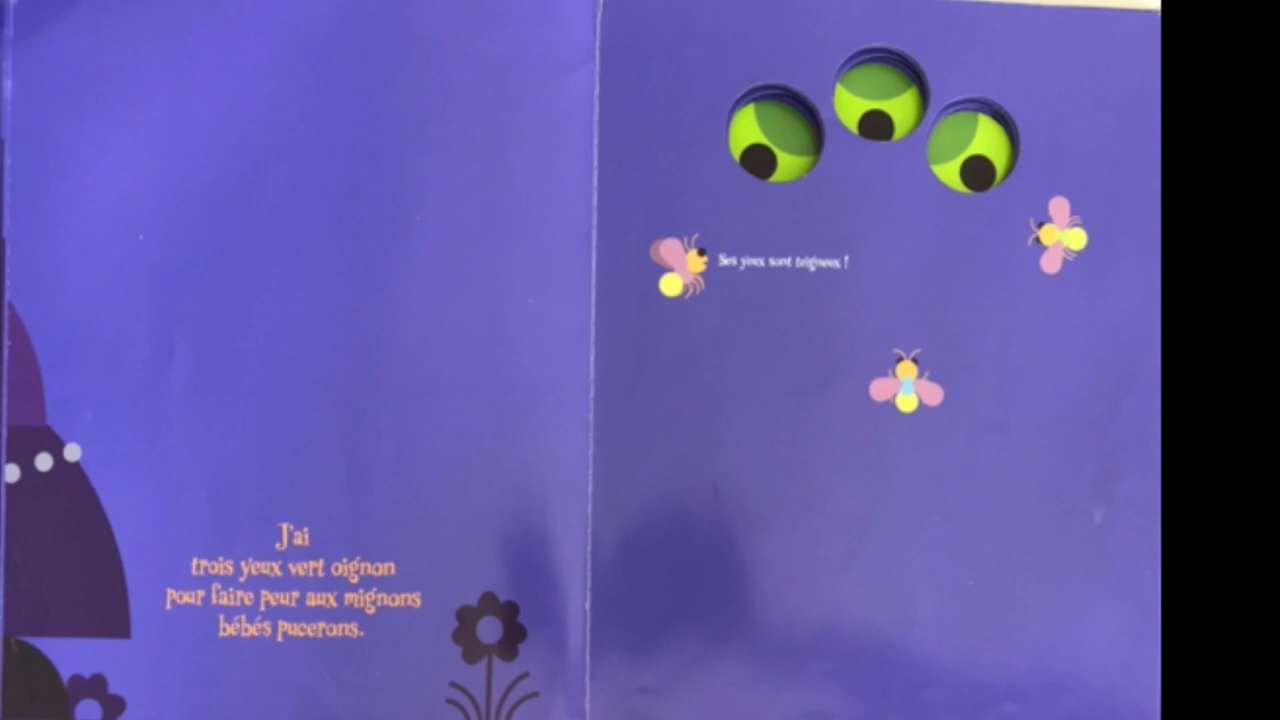 J'ai
trois yeux vert oignon
pour faire peur aux mignons
bébés pucerons.
Ses yeux sont teigneux !